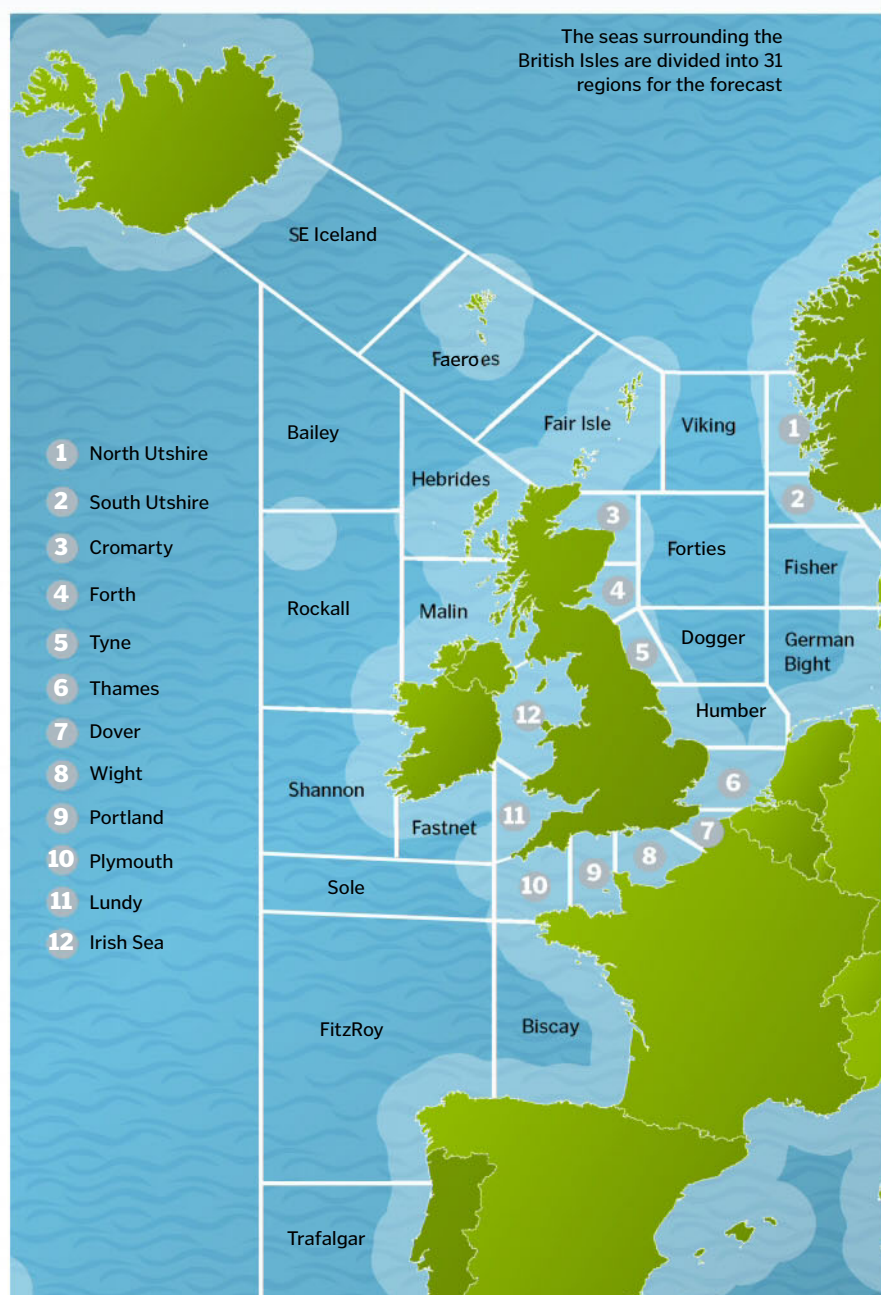 The seas surrounding the
British Isles are divided into 31
regions for the forecast
SE Iceland
Faeroes
Fair Isle
Viking
Bailey
Hebrides
1
2
3
Forties
Fisher
Rockall
Malin
4
5
Dogger
German
Bight
Humber
12
Shannon
Fastnet
11
6
7
8
9
10
Sole
FitzRoy
Biscay
Trafalgar
1 North Utshire
2 South Utshire
3 Cromarty
4 Forth
5 Tyne
6 Thames
7 Dover
8 Wight
9 Portland
10 Plymouth
11 Lundy
12 Irish Sea